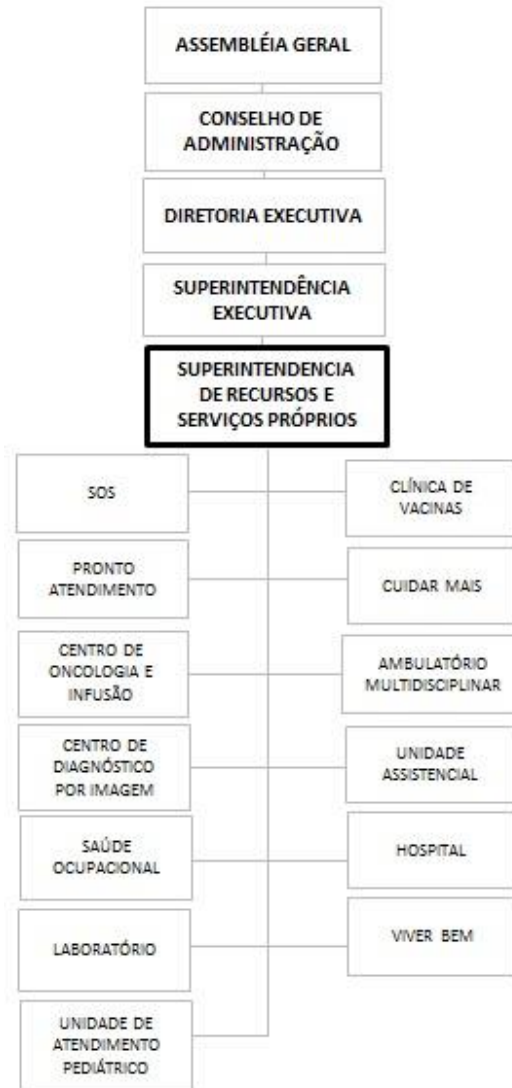 ASSEMBLÉIA GERAL
CONSELHO DE
ADMINISTRAÇÃO
DIRETORIA EXECUTIVA
SUPERINTENDÊNCIA
EXECUTIVA
SUPERINTENDENCIA
DE RECURSOS E
SERVIÇOS PRÓPRIOS
SOS
CLÍNICA DE
VACINAS
PRONTO
ATENDIMENTO
CUIDAR MAIS
CENTRO DE
ONCOLOGIA E
INFUSÃO
AMBULATÓRIO
MULTIDISCIPLINAR
CENTRO DE
DIAGNÓSTICO
POR IMAGEM
UNIDADE
ASSISTENCIAL
SAÚDE
OCUPACIONAL
HOSPITAL
LABORATÓRIO
VIVER BEM
UNIDADE DE
ATENDIMENTO
PEDIÁTRICO